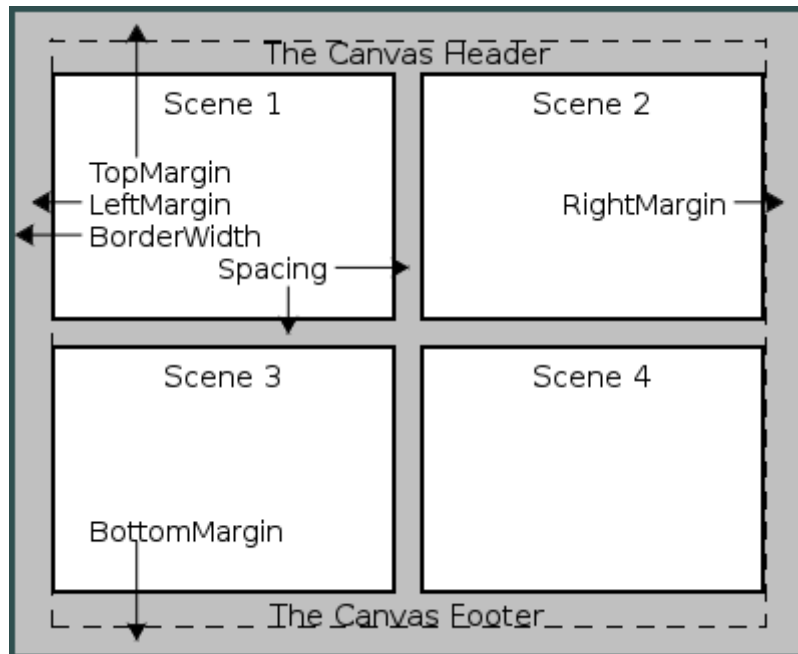 The Canvas Header
Scene 1
Scene 2
TopMargin
LeftMargin
RightMargin
BorderWidth
Spacing
Scene 3
Scene 4
BottomMargin
The Canvas Footer